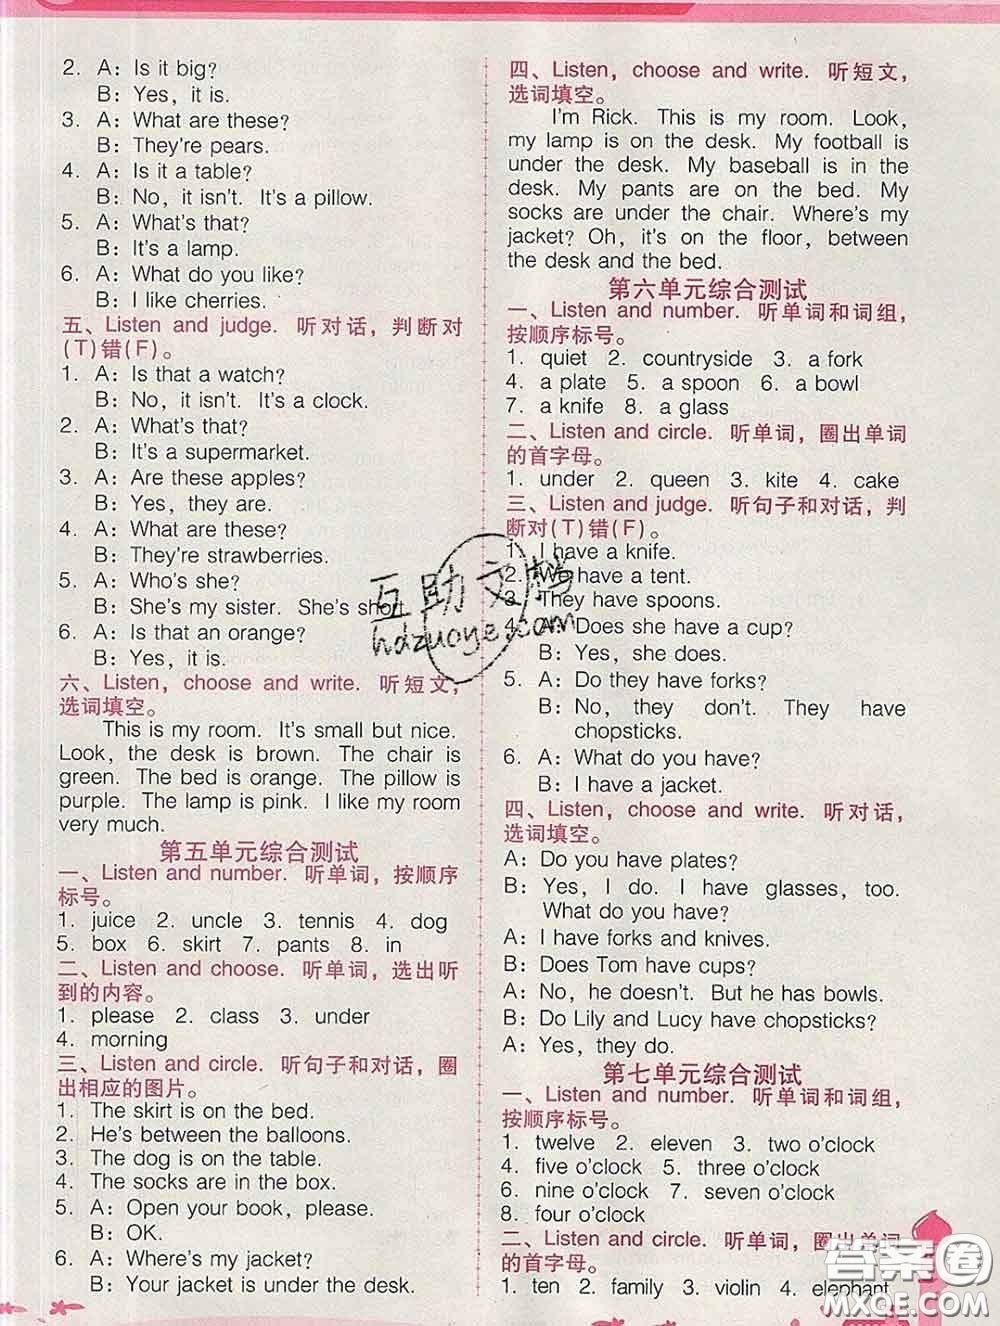 2. A: Is it big?
B: Yes, it is.
3. A: What are these?
B: They're pears.
4. A: Is it a table?
B: No, it isn't. It's a pillow.
5. A: What's that?
B: It's a lamp.
6. A: What do you like?
B: I like cherries.
五、Listen and judge. 听对话，判断对
(T)错(F)。
1. A: Is that a watch?
B: No, it isn't. It's a clock.
2. A: What's that?
B: It's a supermarket.
3. A: Are these apples?
B: Yes, they are.
4. A: What are these?
B: They're strawberries.
5. A: Who's she?
B: She's my sister. She's short.
6. A: Is that an orange?
B: Yes, it is.
六、Listen, choose and write. 听短文，
选词填空。
This is my room. It's small but nice.
Look, the desk is brown. The chair is
green. The bed is orange. The pillow is
purple. The lamp is pink. I like my room
very much.
第五单元综合测试
一、Listen and number. 听单词，按顺序
标号。
1. juice 2. uncle 3. tennis 4. dog
5. box 6. skirt 7. pants 8. in
二、Listen and choose. 听单词，选出听
到的内容。
1. please 2. class 3. under
4. morning
三、Listen and circle. 听句子和对话，圈
出相应的图片。
1. The skirt is on the bed.
2. He's between the balloons.
3. The dog is on the table.
4. The socks are in the box.
5. A: Open your book, please.
B: OK.
6. A: Where's my jacket?
B: Your jacket is under the desk.
四、Listen, choose and write. 听短文，
选词填空。
I'm Rick. This is my room. Look,
my lamp is on the desk. My football is
under the desk. My baseball is in the
desk. My pants are on the bed. My
socks are under the chair. Where's my
jacket? Oh, it's on the floor, between
the desk and the bed.
第六单元综合测试
一、Listen and number. 听单词和词组，
按顺序标号。
1. quiet 2. countryside 3. a fork
4. a plate 5. a spoon 6. a bowl
7. a knife 8. a glass
二、Listen and circle. 听单词，圈出单词
的首字母。
1. under 2. queen 3. kite 4. cake
三、Listen and judge. 听句子和对话，判
断对(T)错(F)。
1. I have a knife.
2. We have a tent.
3. They have spoons.
4. A: Does she have a cup?
B: Yes, she does.
5. A: Do they have forks?
B: No, they don't. They have
chopsticks.
6. A: What do you have?
B: I have a jacket.
四、Listen, choose and write. 听对话，
选词填空。
A: Do you have plates?
B: Yes, I do. I have glasses, too.
What do you have?
A: I have forks and knives.
B: Does Tom have cups?
A: No, he doesn't. But he has bowls.
B: Do Lily and Lucy have chopsticks?
A: Yes, they do.
第七单元综合测试
一、Listen and number. 听单词和词组，
按顺序标号。
1. twelve 2. eleven 3. two o'clock
4. five o'clock 5. three o'clock
6. nine o'clock 7. seven o'clock
8. four o'clock
二、Listen and circle. 听单词，圈出单词
的首字母。
1. ten 2. family 3. violin 4. elephant
互助文档
hdzuoye.com
答案圈
MXQE.COM